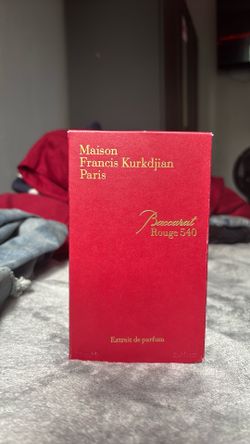 Maison
Francis Kurkdjian
Paris
Baccarat
Rouge 540
Extrait de parfum